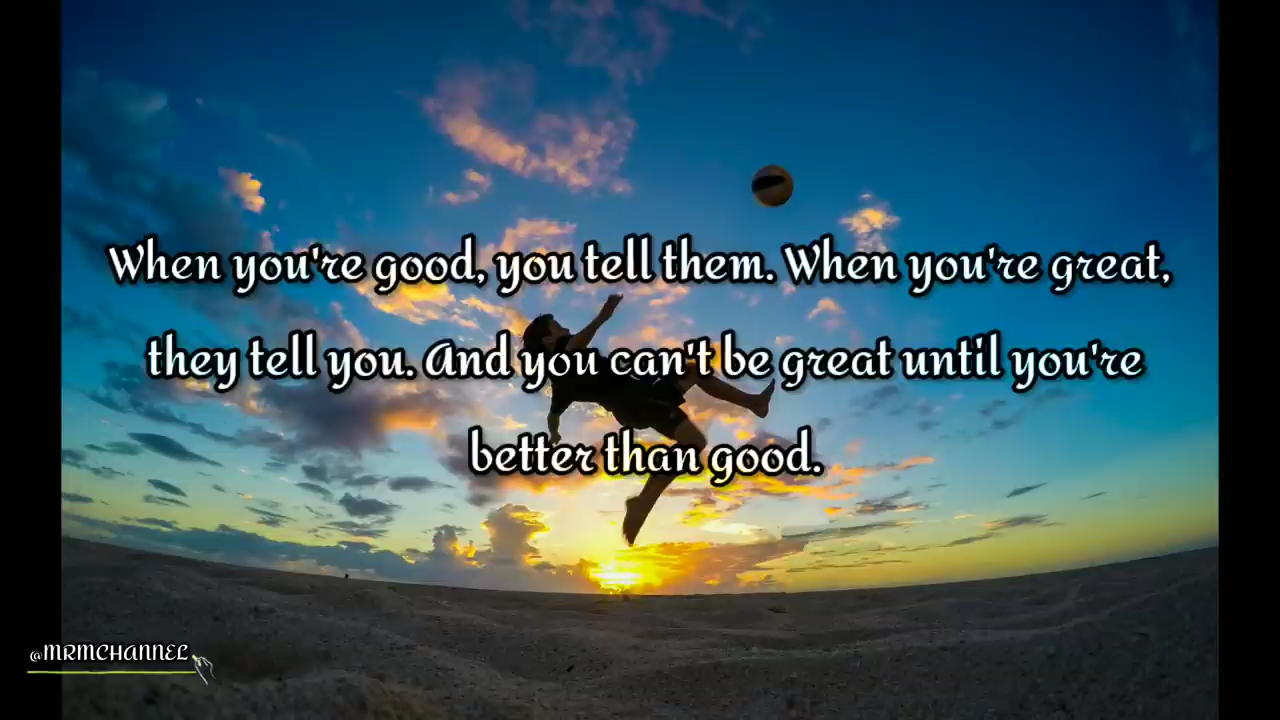 When you're good, you tell them. When you're great,
they tell you. And you can't be great until you're
better than good.
@MRMCHANNEL